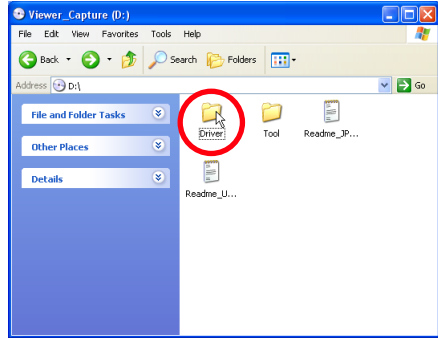 Viewer_Capture (D:)
File Edit View Favorites Tools Help
Back Search Folders
Address D:\ Go
File and Folder Tasks
Other Places
Details
Driver Tool Readme_JP...
Readme_U...